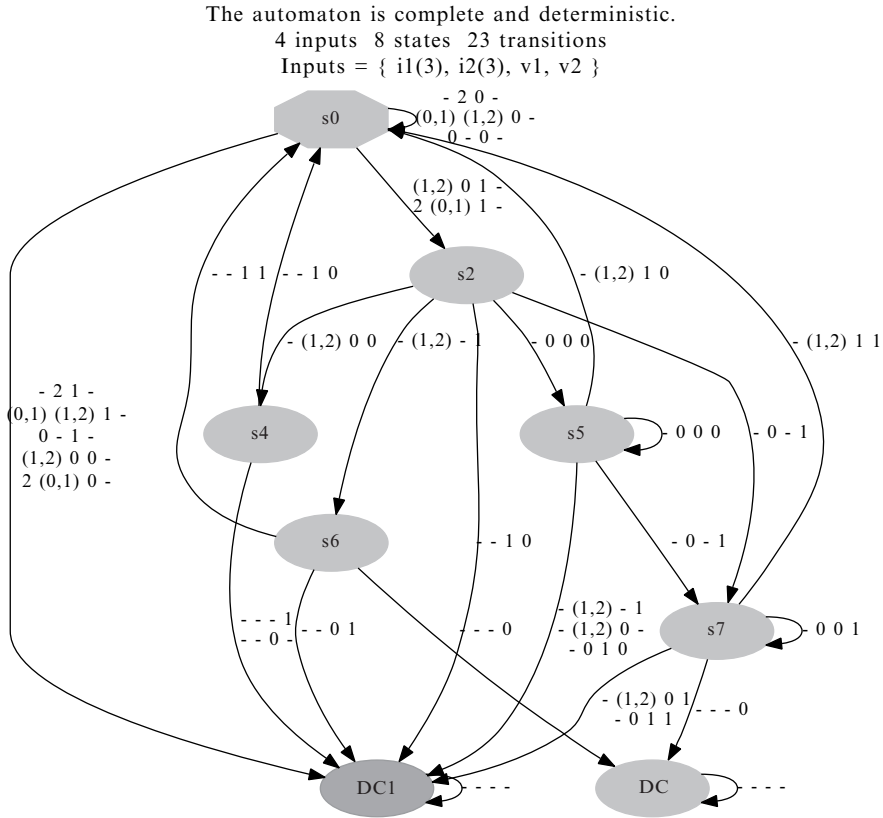 The automaton is complete and deterministic.
4 inputs 8 states 23 transitions
Inputs = { i1(3), i2(3), v1, v2 }
s0
- 2 0 -
(0,1) (1,2) 0 -
0 - 0 -
(1,2) 0 1 -
2 (0,1) 1 -
s2
- - 1 1
- - 1 0
- (1,2) 1 0
- (1,2) 0 0
- (1,2) - 1
- 0 0 0
- (1,2) 1 1
- 2 1 -
(0,1) (1,2) 1 -
0 - 1 -
(1,2) 0 0 -
2 (0,1) 0 -
s4
s5
- 0 0 0
- 0 - 1
s6
- - 1 0
- 0 - 1
- - - 1
- - 0 -
- - 0 1
- - - 0
- (1,2) - 1
- (1,2) 0 -
- 0 1 0
s7
- 0 0 1
- (1,2) 0 1
- 0 1 1
- - - 0
DC1
- - - -
DC
- - - -